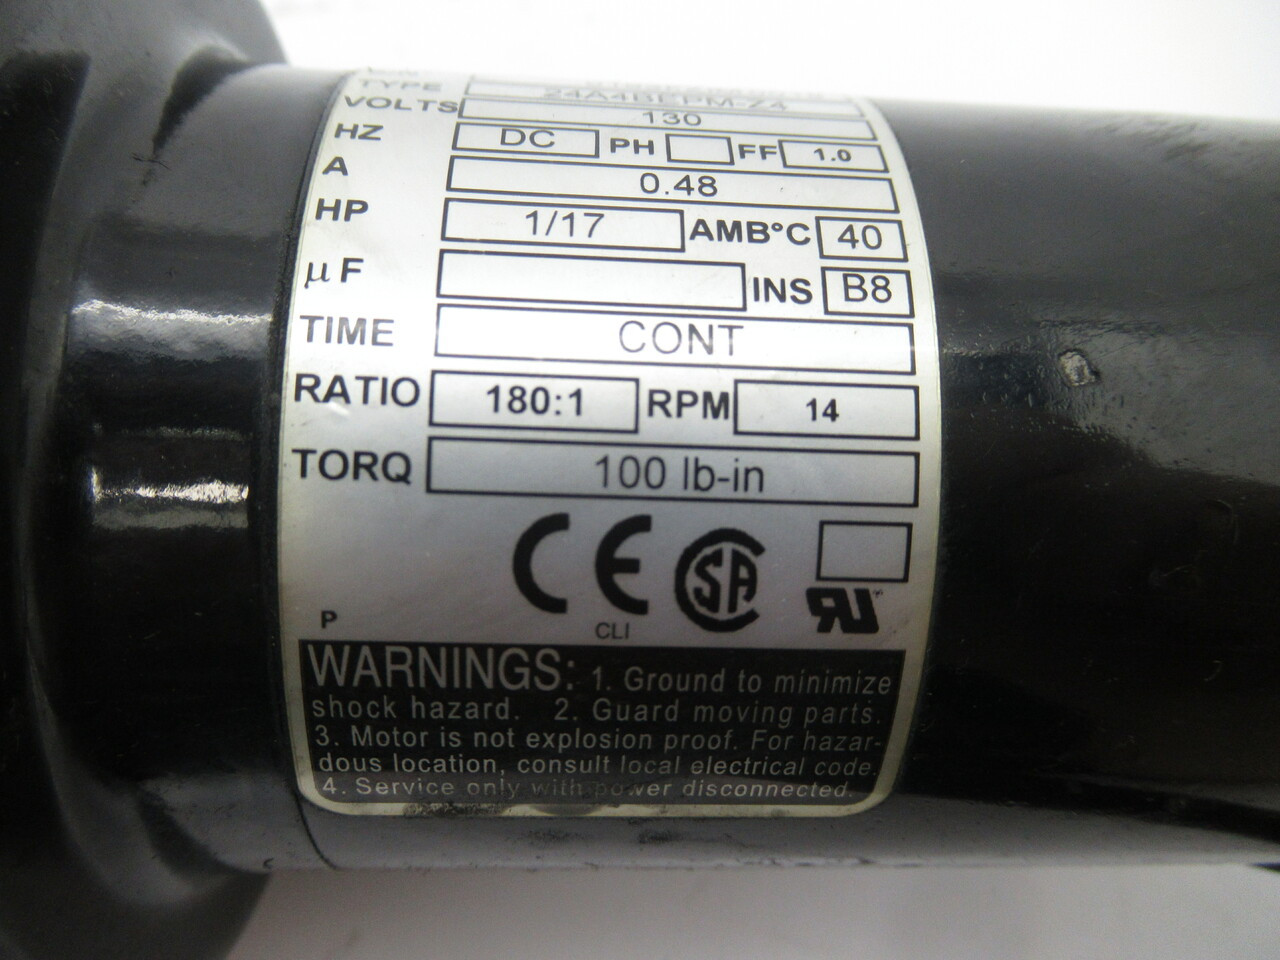 TYPE 24A4BEPM-Z4
VOLTS 130
HZ DC PH FF 1.0
A 0.48
HP 1/17 AMB°C 40
µF INS B8
TIME CONT
RATIO 180:1 RPM 14
TORQ 100 lb-in
CE SA
CLI
P
RU
WARNINGS: 1. Ground to minimize
shock hazard. 2. Guard moving parts.
3. Motor is not explosion proof. For hazar-
dous location, consult local electrical code.
4. Service only with power disconnected.